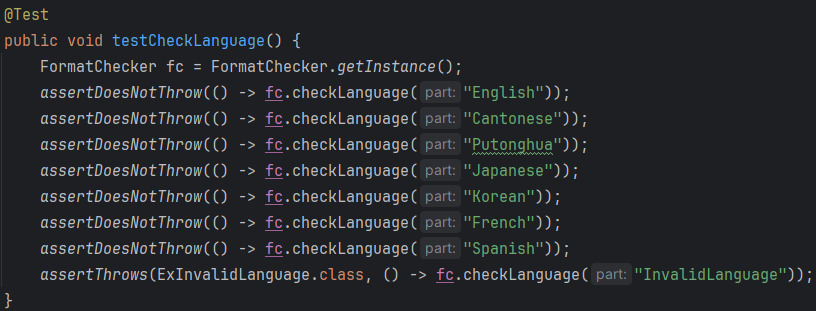 @Test
public void testCheckLanguage() {
    FormatChecker fc = FormatChecker.getInstance();
    assertDoesNotThrow(() -> fc.checkLanguage( part: "English"));
    assertDoesNotThrow(() -> fc.checkLanguage( part: "Cantonese"));
    assertDoesNotThrow(() -> fc.checkLanguage( part: "Putonghua"));
    assertDoesNotThrow(() -> fc.checkLanguage( part: "Japanese"));
    assertDoesNotThrow(() -> fc.checkLanguage( part: "Korean"));
    assertDoesNotThrow(() -> fc.checkLanguage( part: "French"));
    assertDoesNotThrow(() -> fc.checkLanguage( part: "Spanish"));
    assertThrows(ExInvalidLanguage.class, () -> fc.checkLanguage( part: "InvalidLanguage"));
}